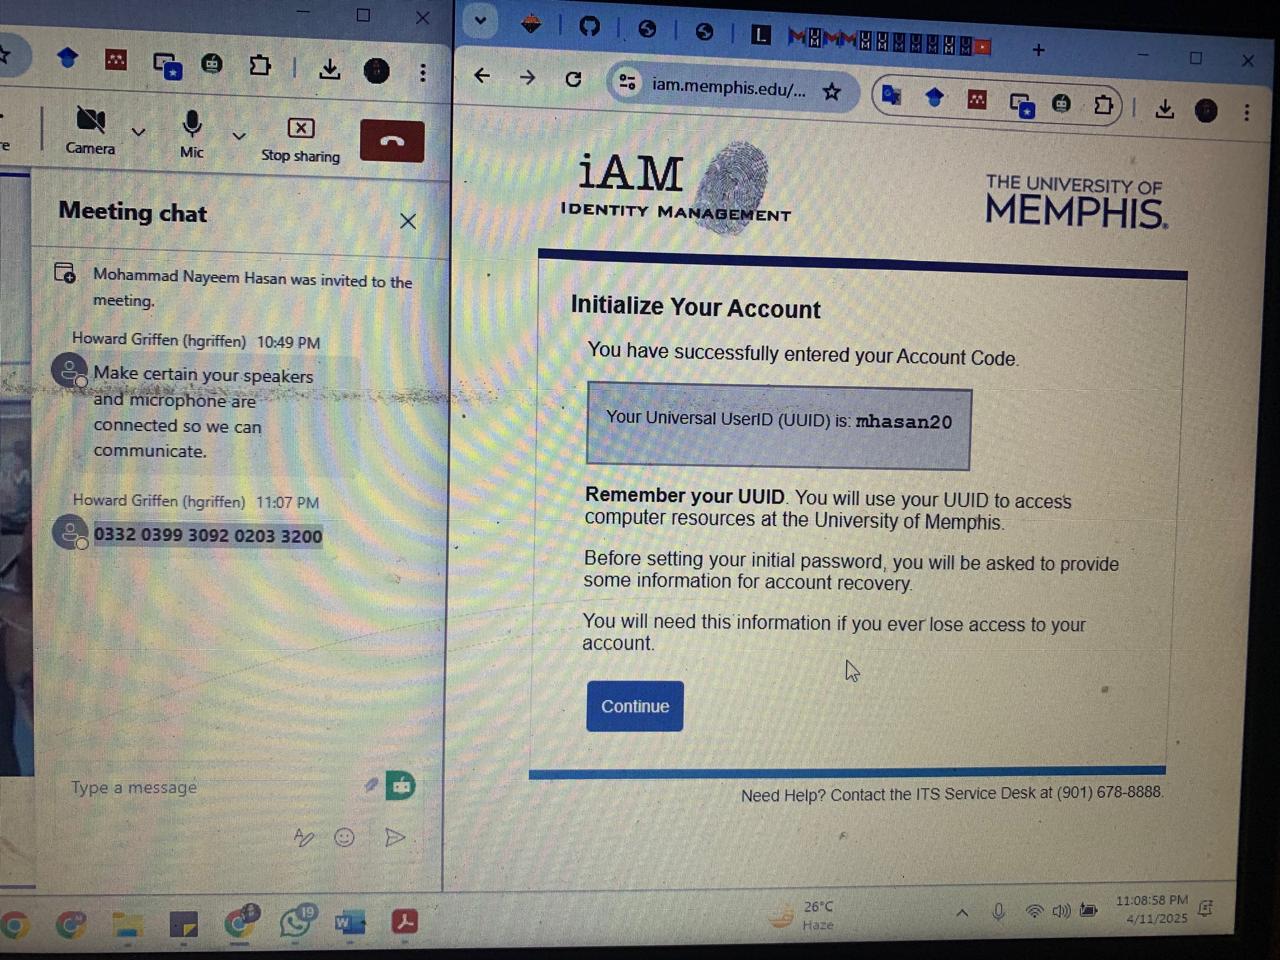 iam.memphis.edu/...
re
Camera
Mic
Stop sharing
Meeting chat
Mohammad Nayeem Hasan was invited to the
meeting.
Howard Griffen (hgriffen) 10:49 PM
Make certain your speakers
and microphone are
connected so we can
communicate.
Howard Griffen (hgriffen) 11:07 PM
0332 0399 3092 0203 3200
Type a message
iAM
IDENTITY MANAGEMENT
THE UNIVERSITY OF
MEMPHIS.
Initialize Your Account
You have successfully entered your Account Code.
Your Universal UserID (UUID) is: mhasan20
Remember your UUID. You will use your UUID to access
computer resources at the University of Memphis.
Before setting your initial password, you will be asked to provide
some information for account recovery.
You will need this information if you ever lose access to your
account.
Continue
Need Help? Contact the ITS Service Desk at (901) 678-8888.
19
26°C
Haze
11:08:58 PM
4/11/2025